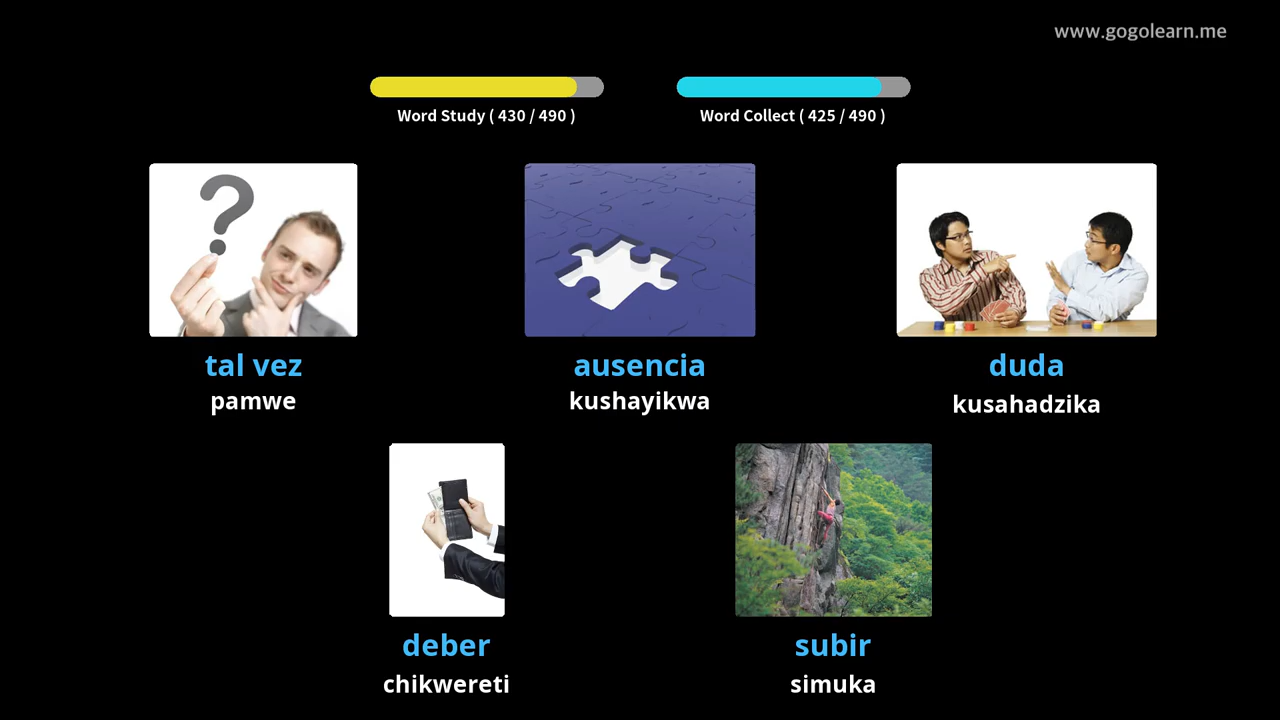 www.gogolearn.me
Word Study ( 430 / 490 )
Word Collect ( 425 / 490 )
tal vez
pamwe
ausencia
kushayikwa
duda
kusahadzika
deber
chikwereti
subir
simuka